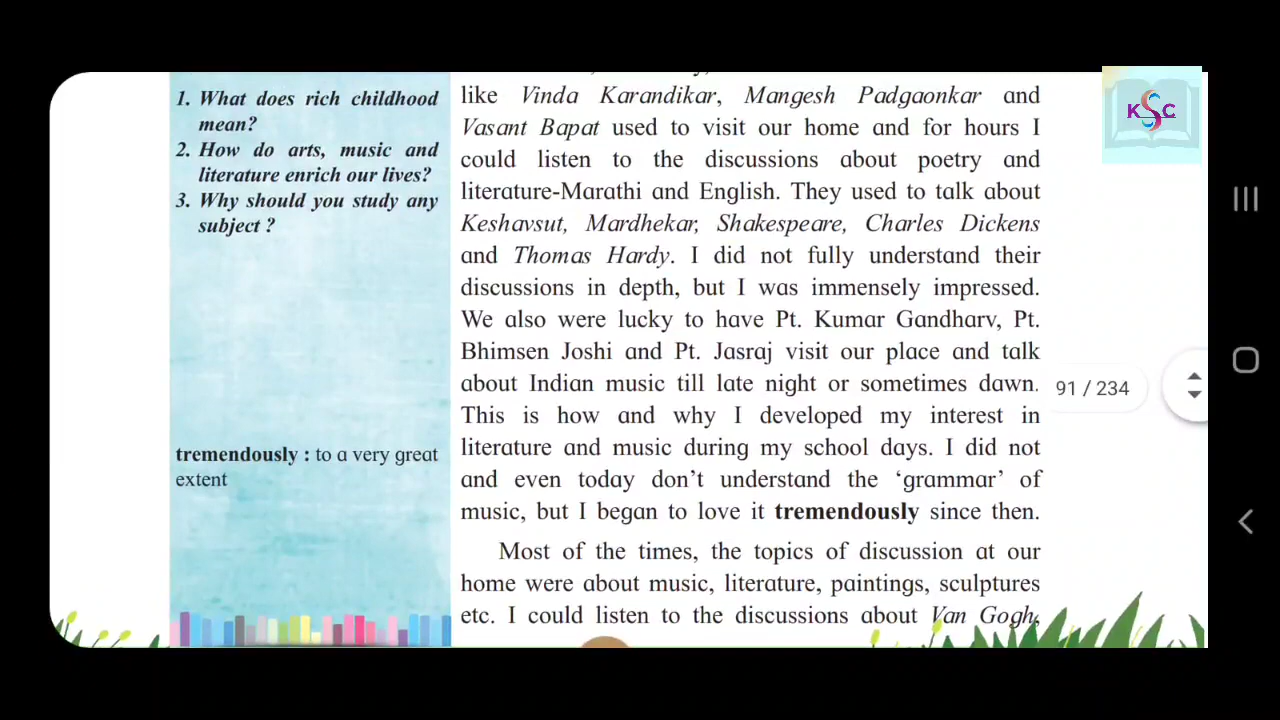 1. What does rich childhood
mean?
2. How do arts, music and
literature enrich our lives?
3. Why should you study any
subject ?
tremendously : to a very great
extent
like Vinda Karandikar, Mangesh Padgaonkar and
Vasant Bapat used to visit our home and for hours I
could listen to the discussions about poetry and
literature-Marathi and English. They used to talk about
Keshavsut, Mardhekar, Shakespeare, Charles Dickens
and Thomas Hardy. I did not fully understand their
discussions in depth, but I was immensely impressed.
We also were lucky to have Pt. Kumar Gandharv, Pt.
Bhimsen Joshi and Pt. Jasraj visit our place and talk
about Indian music till late night or sometimes dawn.
This is how and why I developed my interest in
literature and music during my school days. I did not
and even today don't understand the 'grammar' of
music, but I began to love it tremendously since then.
Most of the times, the topics of discussion at our
home were about music, literature, paintings, sculptures
etc. I could listen to the discussions about Van Gogh,
KSC
91 / 234